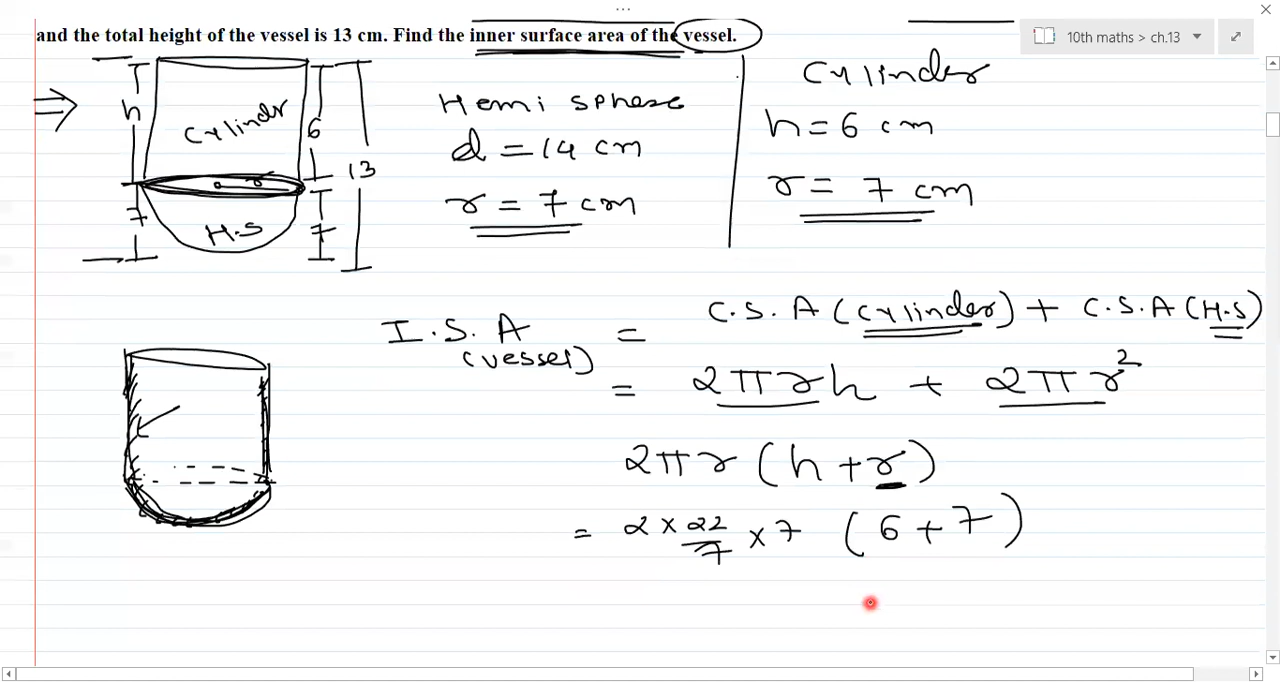 and the total height of the vessel is 13 cm. Find the inner surface area of the vessel.
10th maths > ch.13
h
Cylinder
6
13
7
H.S
7
Hemi sphere
d = 14 cm
r = 7 cm
Cylinder
h = 6 cm
r = 7 cm
I.S.A (vessel) = C.S.A (Cylinder) + C.S.A (H.S)
= 2πrh + 2πr²
2πr (h + r)
= 2 × 22/7 × 7 (6 + 7)